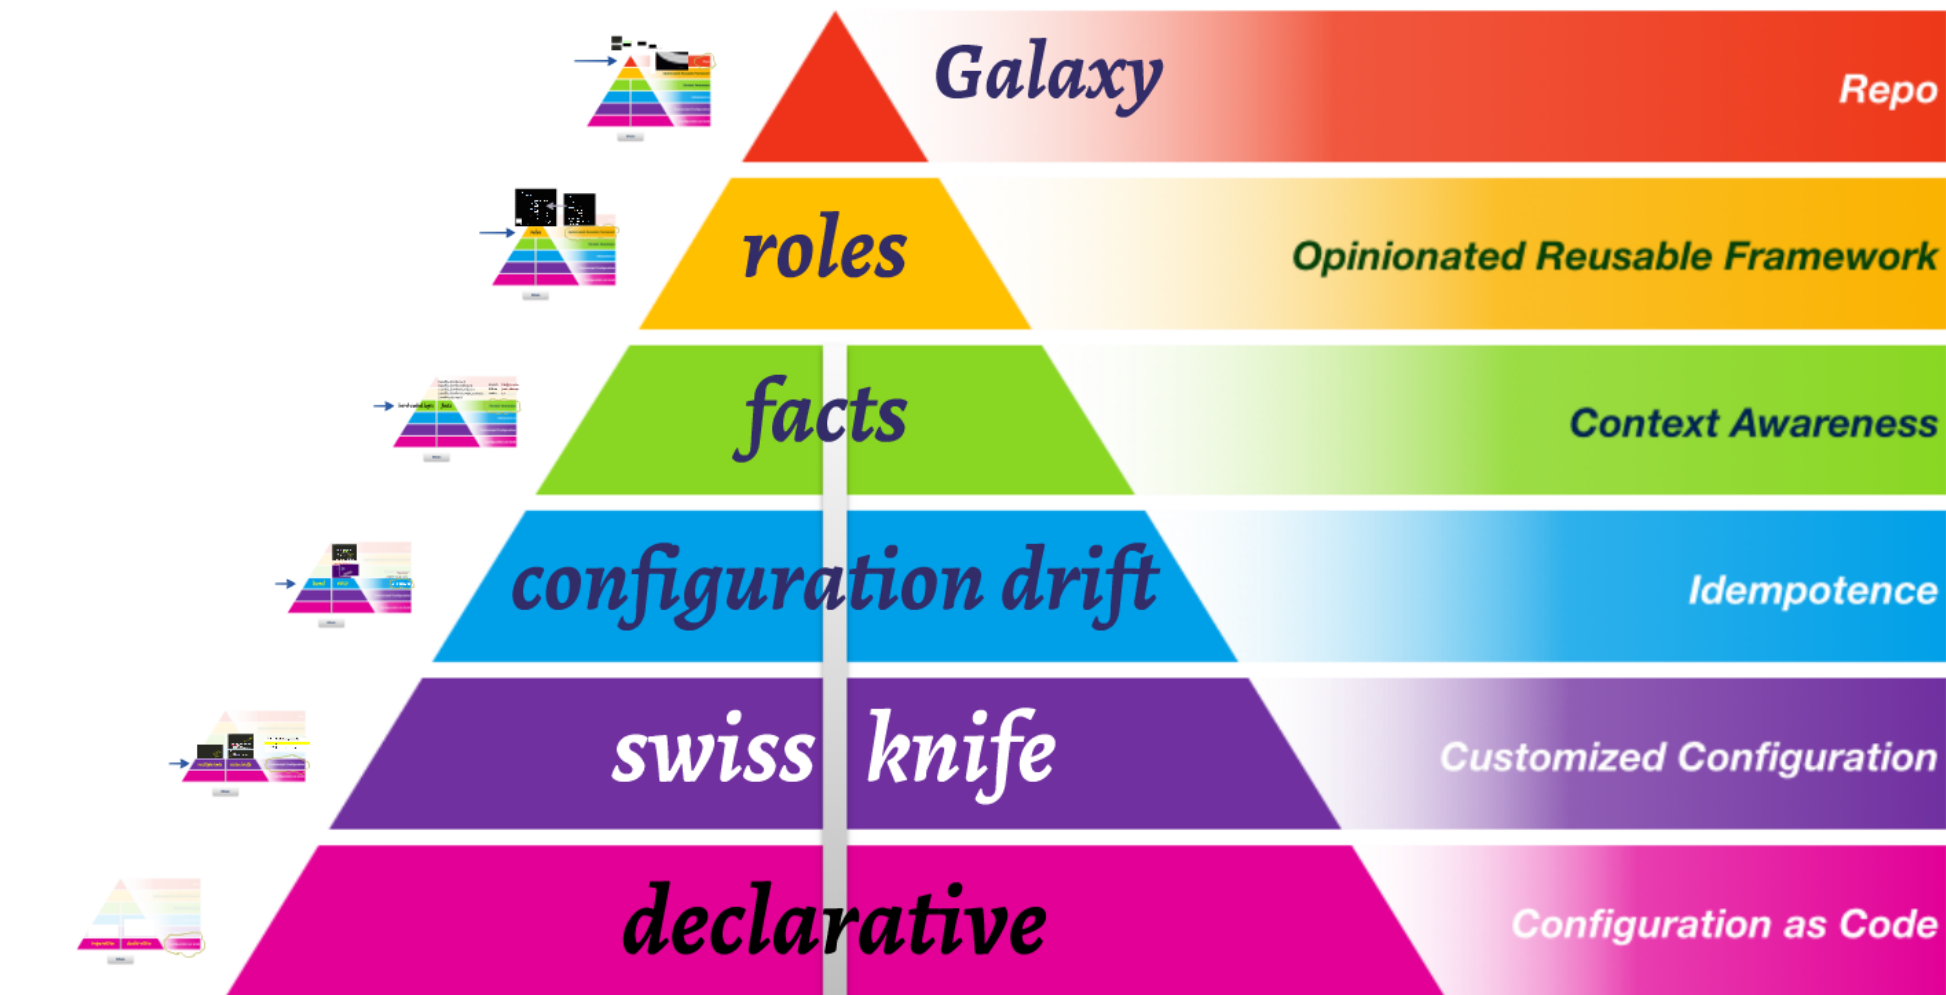 Galaxy
Repo
roles
Opinionated Reusable Framework
facts
Context Awareness
configuration drift
Idempotence
swiss knife
Customized Configuration
declarative
Configuration as Code